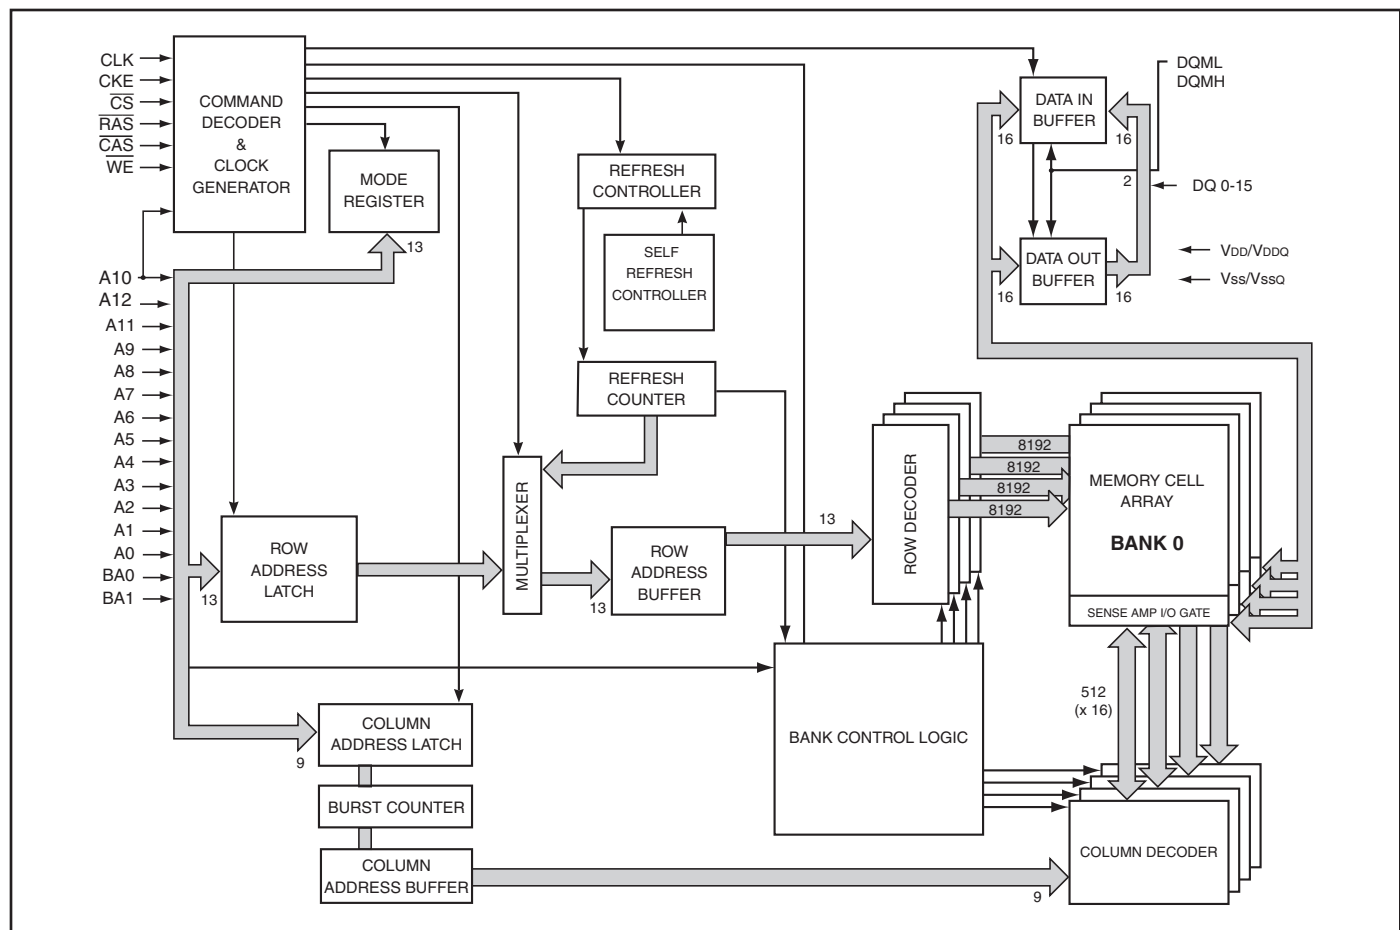 CLK
CKE
CS
RAS
CAS
WE
A10
A12
A11
A9
A8
A7
A6
A5
A4
A3
A2
A1
A0
BA0
BA1
COMMAND
DECODER
&
CLOCK
GENERATOR
MODE
REGISTER
13
REFRESH
CONTROLLER
SELF
REFRESH
CONTROLLER
REFRESH
COUNTER
DATA IN
BUFFER
16
16
DQML
DQMH
2
DQ 0-15
DATA OUT
BUFFER
16
16
VDD/VDDQ
VSS/VSSQ
13
ROW
ADDRESS
LATCH
MULTIPLEXER
13
ROW
ADDRESS
BUFFER
13
ROW DECODER
8192
8192
8192
8192
MEMORY CELL
ARRAY
BANK 0
SENSE AMP I/O GATE
512
(x 16)
BANK CONTROL LOGIC
9
COLUMN
ADDRESS LATCH
BURST COUNTER
COLUMN
ADDRESS BUFFER
9
COLUMN DECODER